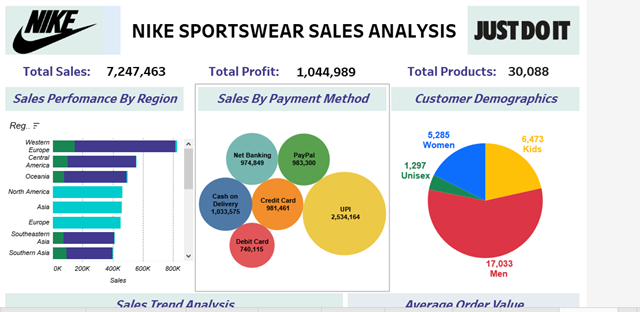 NIKE
NIKE SPORTSWEAR SALES ANALYSIS
JUST DO IT
Total Sales: 7,247,463
Total Profit: 1,044,989
Total Products: 30,088
Sales Perfomance By Region
Sales By Payment Method
Customer Demographics
Reg..
Western
Europe
Central
America
Oceania
North America
Asia
Europe
Southeastern
Asia
Southern Asia
0K 200K 400K 600K 800K
Sales
Net Banking
974,849
PayPal
983,300
Cash on
Delivery
1,033,575
Credit Card
981,461
UPI
2,534,164
Debit Card
740,115
5,285
Women
6,473
Kids
1,297
Unisex
17,033
Men
Sales Trend Analysis
Average Order Value